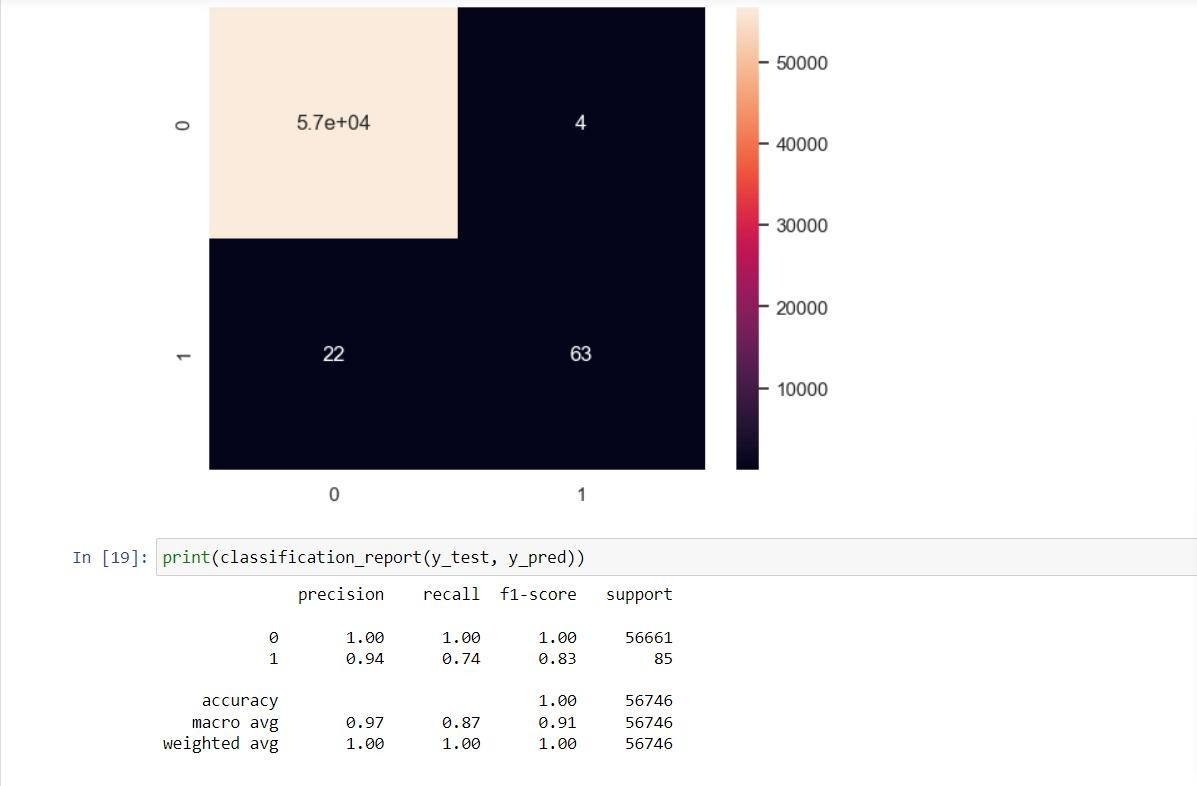 50000
0
5.7e+04 4
40000
30000
20000
1
22 63
10000
0 1
In [19]: print(classification_report(y_test, y_pred))
precision recall f1-score support
0 1.00 1.00 1.00 56661
1 0.94 0.74 0.83 85
accuracy 1.00 56746
macro avg 0.97 0.87 0.91 56746
weighted avg 1.00 1.00 1.00 56746